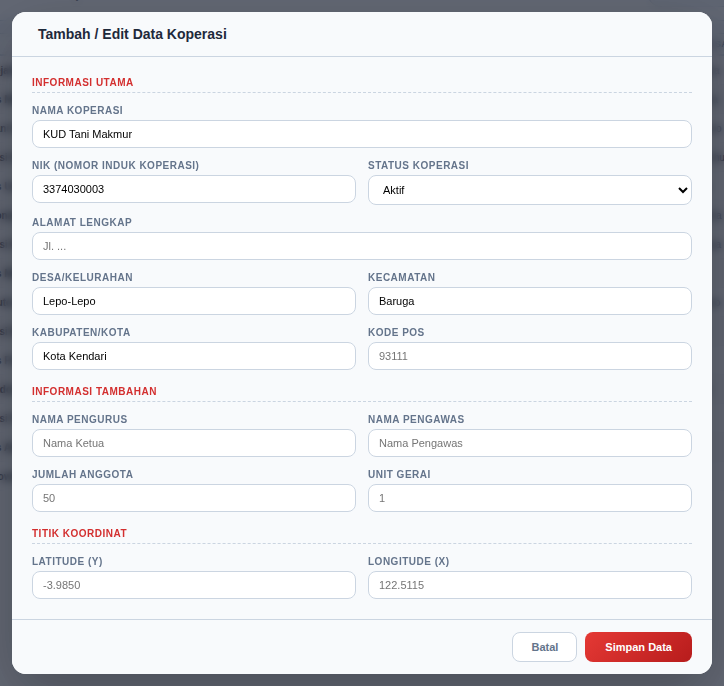 Tambah / Edit Data Koperasi
INFORMASI UTAMA
NAMA KOPERASI
KUD Tani Makmur
NIK (NOMOR INDUK KOPERASI)
STATUS KOPERASI
3374030003
Aktif
ALAMAT LENGKAP
Jl. ...
DESA/KELURAHAN
KECAMATAN
Lepo-Lepo
Baruga
KABUPATEN/KOTA
KODE POS
Kota Kendari
93111
INFORMASI TAMBAHAN
NAMA PENGURUS
NAMA PENGAWAS
Nama Ketua
Nama Pengawas
JUMLAH ANGGOTA
UNIT GERAI
50
1
TITIK KOORDINAT
LATITUDE (Y)
LONGITUDE (X)
-3.9850
122.5115
Batal
Simpan Data